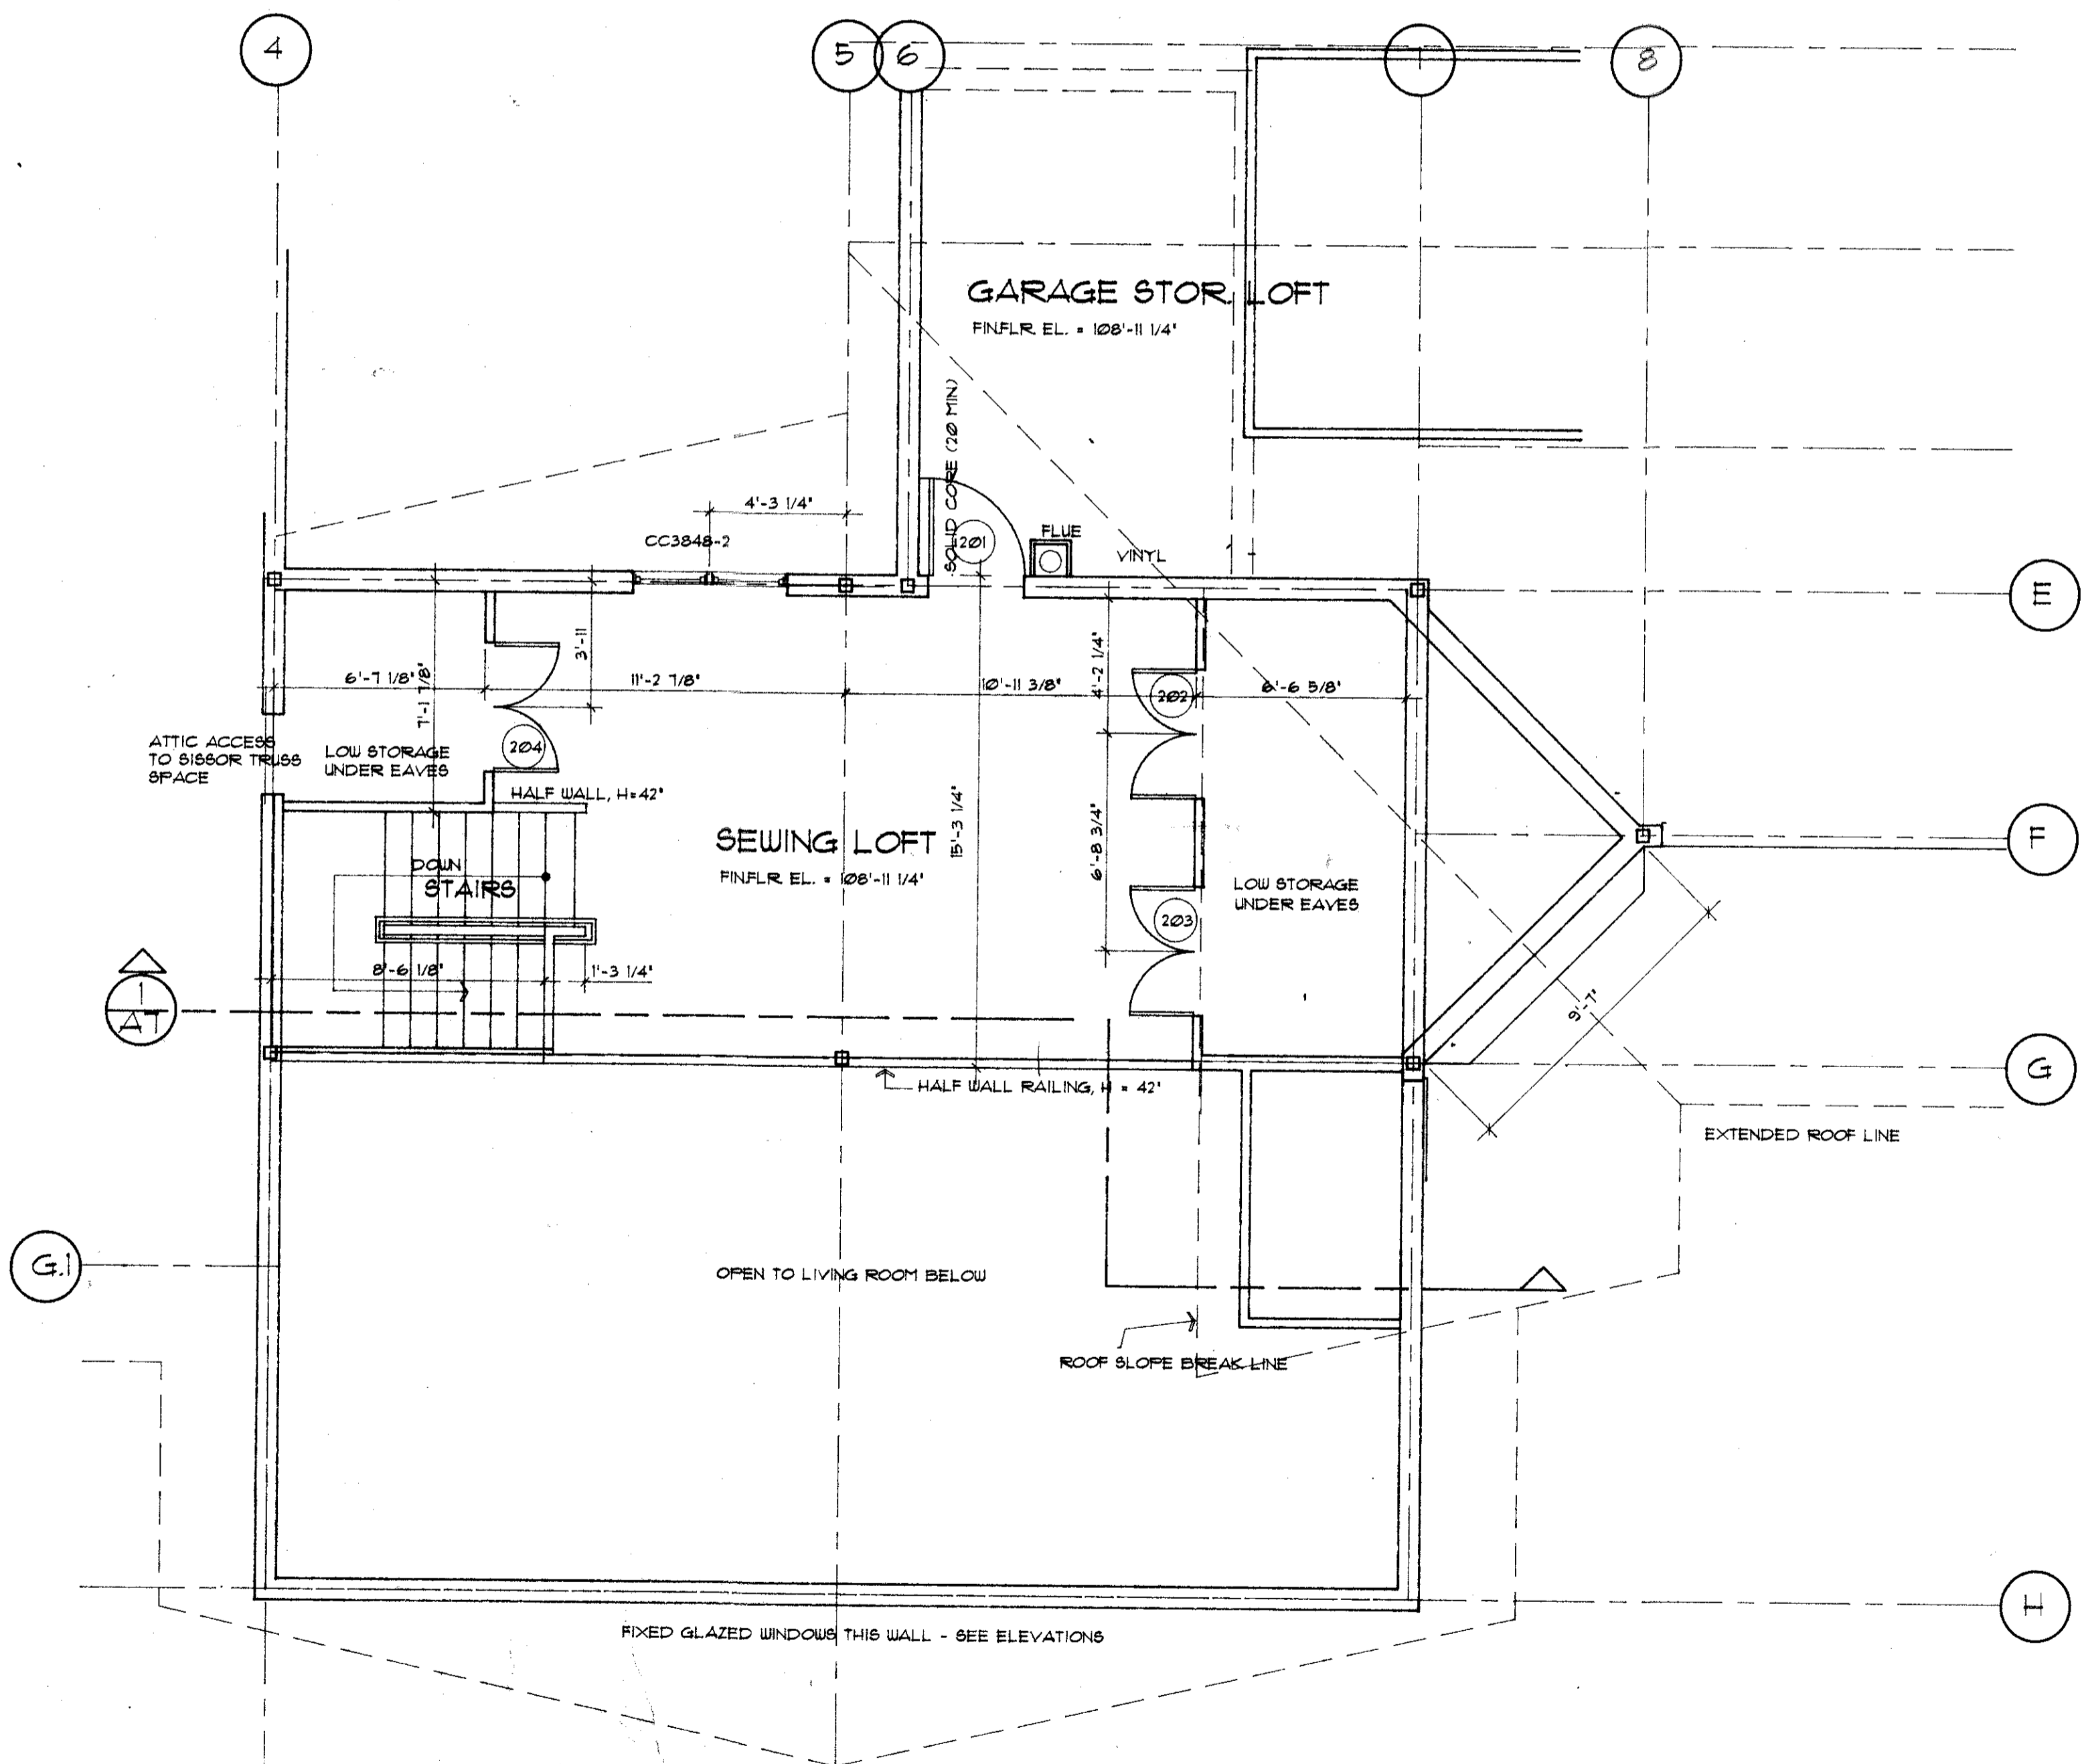 4
5
6
8
GARAGE STOR. LOFT
FIN.FLR. EL. = 108'-11 1/4"
SOLID CORE (20 MIN)
4'-3 1/4"
CC3848-2
201
FLUE
VINYL
E
3'-11
6'-7 1/8"
7'-1 7/8"
11'-2 7/8"
10'-11 3/8"
4'-2 1/4"
202
6'-6 5/8"
ATTIC ACCESS
TO SISSOR TRUSS
SPACE
LOW STORAGE
UNDER EAVES
204
HALF WALL, H=42"
SEWING LOFT
FIN.FLR. EL. = 108'-11 1/4"
15'-3 1/4"
6'-8 3/4"
F
DOWN
STAIRS
LOW STORAGE
UNDER EAVES
203
8'-6 1/8"
1'-3 1/4"
1
A7
9'-7"
G
HALF WALL RAILING, H = 42"
EXTENDED ROOF LINE
G.1
OPEN TO LIVING ROOM BELOW
ROOF SLOPE BREAK LINE
H
FIXED GLAZED WINDOWS THIS WALL - SEE ELEVATIONS